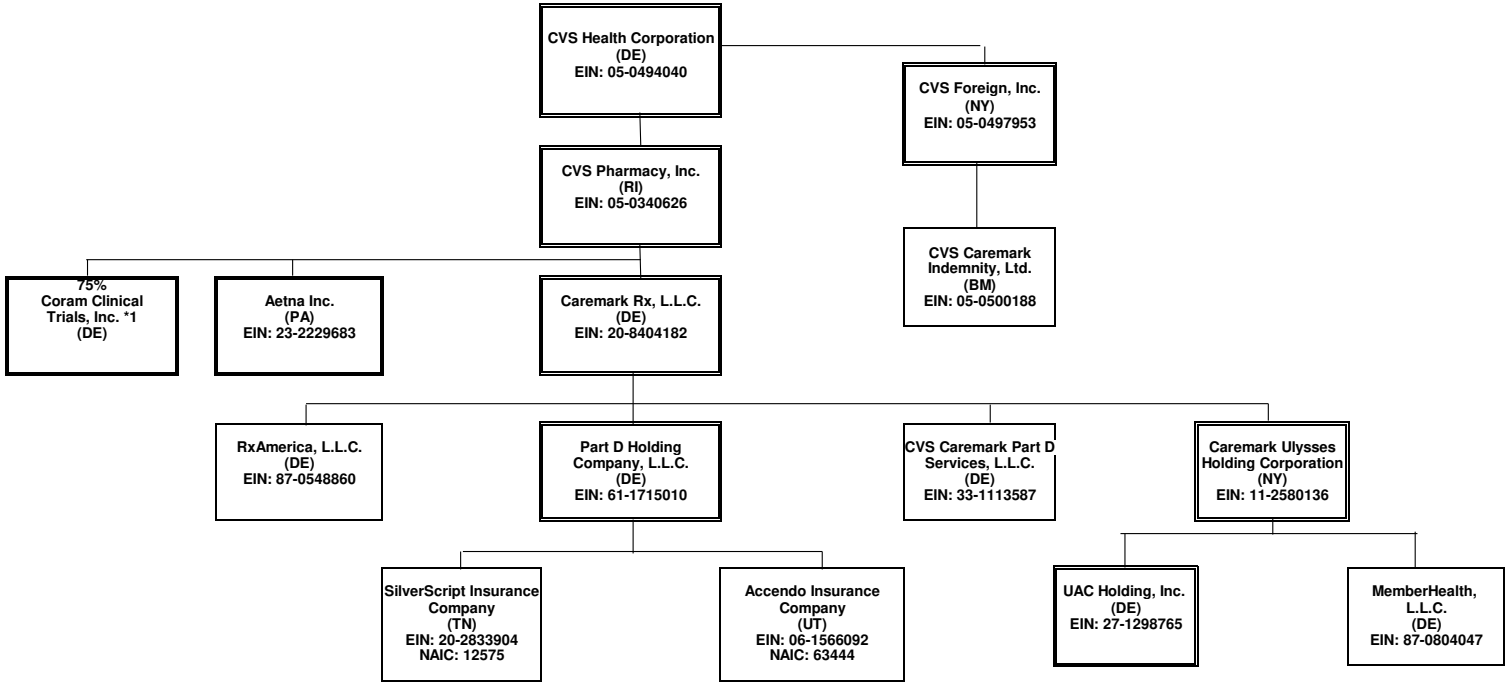 CVS Health Corporation
(DE)
EIN: 05-0494040
CVS Foreign, Inc.
(NY)
EIN: 05-0497953
CVS Pharmacy, Inc.
(RI)
EIN: 05-0340626
CVS Caremark
Indemnity, Ltd.
(BM)
EIN: 05-0500188
75%
Coram Clinical
Trials, Inc. *1
(DE)
Aetna Inc.
(PA)
EIN: 23-2229683
Caremark Rx, L.L.C.
(DE)
EIN: 20-8404182
RxAmerica, L.L.C.
(DE)
EIN: 87-0548860
Part D Holding
Company, L.L.C.
(DE)
EIN: 61-1715010
CVS Caremark Part D
Services, L.L.C.
(DE)
EIN: 33-1113587
Caremark Ulysses
Holding Corporation
(NY)
EIN: 11-2580136
SilverScript Insurance
Company
(TN)
EIN: 20-2833904
NAIC: 12575
Accendo Insurance
Company
(UT)
EIN: 06-1566092
NAIC: 63444
UAC Holding, Inc.
(DE)
EIN: 27-1298765
MemberHealth,
L.L.C.
(DE)
EIN: 87-0804047